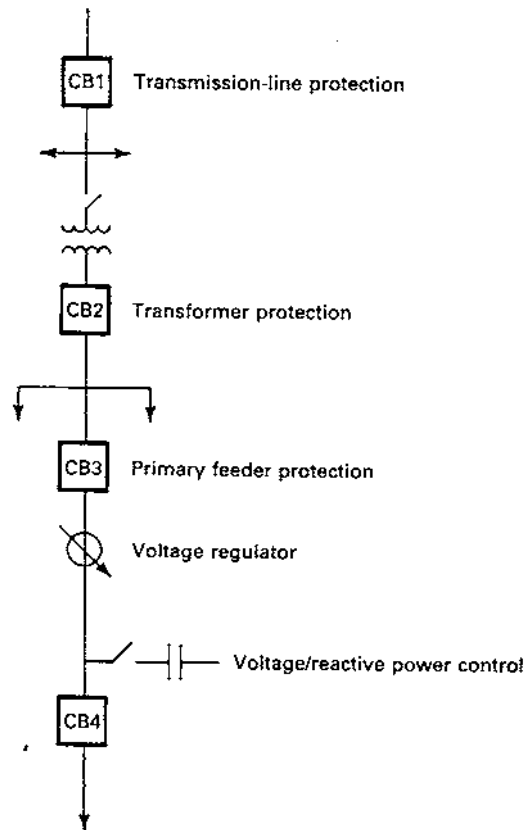 CB1 Transmission-line protection
CB2 Transformer protection
CB3 Primary feeder protection
Voltage regulator
Voltage/reactive power control
CB4